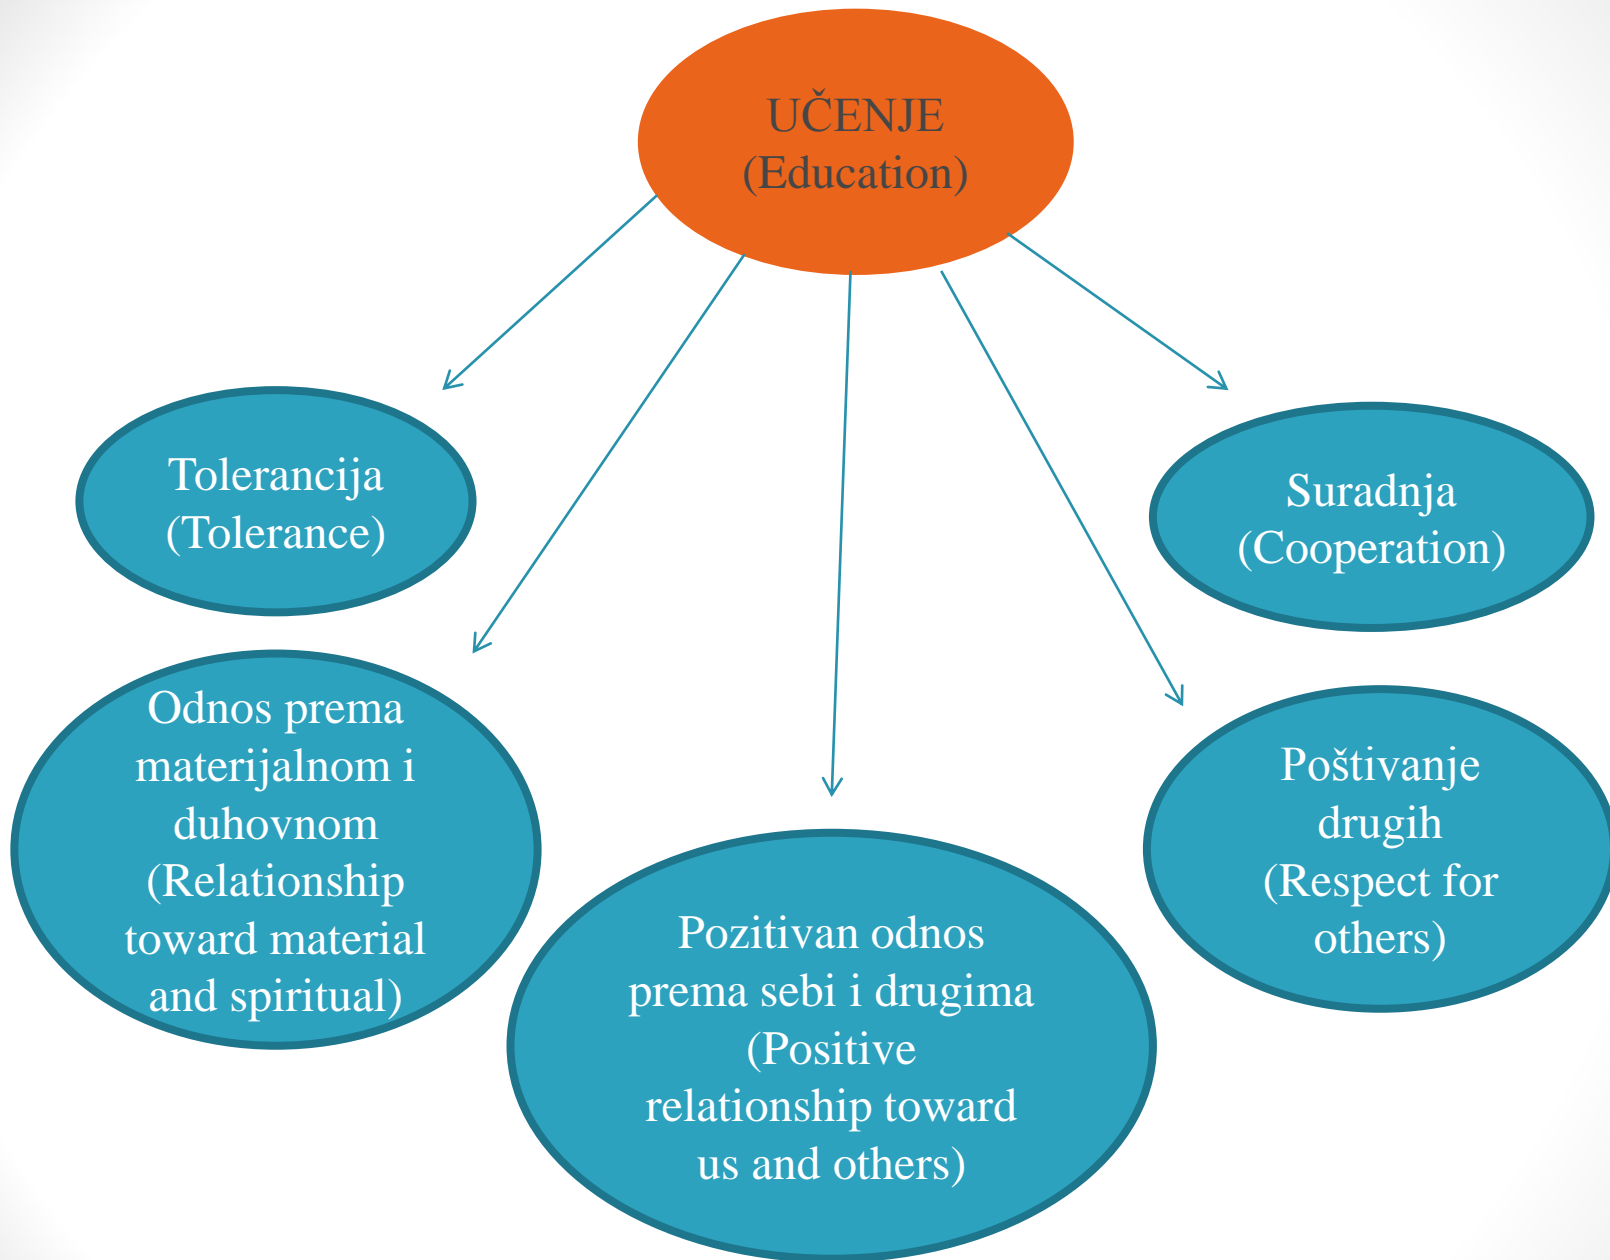 UČENJE
(Education)
Tolerancija
(Tolerance)
Suradnja
(Cooperation)
Odnos prema
materijalnom i
duhovnom
(Relationship
toward material
and spiritual)
Pozitivan odnos
prema sebi i drugima
(Positive
relationship toward
us and others)
Poštivanje
drugih
(Respect for
others)